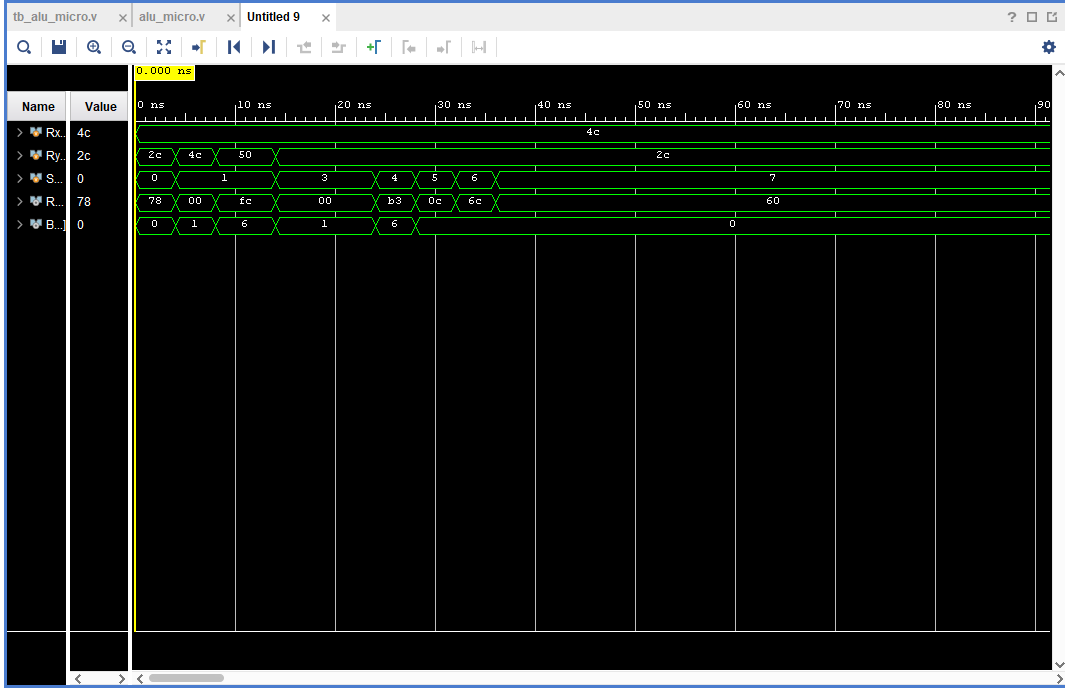 tb_alu_micro.v × alu_micro.v × Untitled 9 × ?
0.000 ns
Name Value 0 ns 10 ns 20 ns 30 ns 40 ns 50 ns 60 ns 70 ns 80 ns 90
Rx.. 4c 4c
Ry.. 2c 2c 4c 50 2c
S... 0 0 1 3 4 5 6 7
R... 78 78 00 fc 00 b3 0c 6c 60
B...] 0 0 1 6 1 6 0